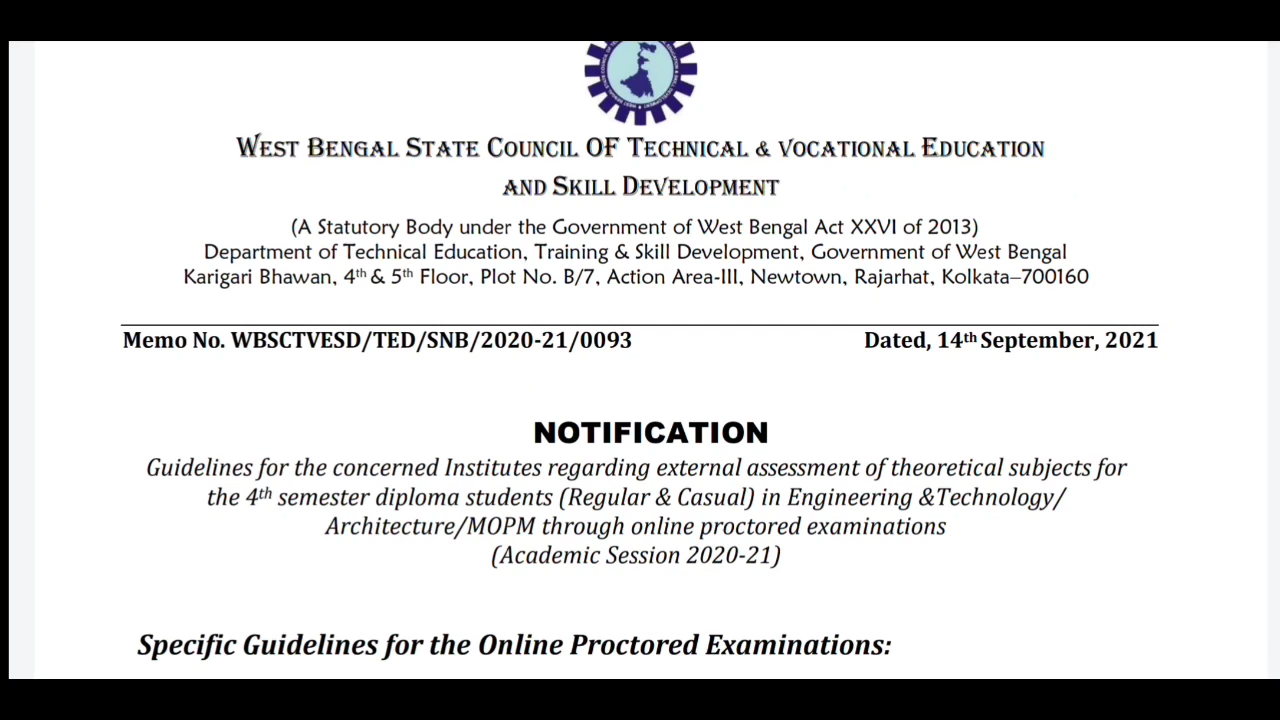 WEST BENGAL STATE COUNCIL OF TECHNICAL & VOCATIONAL EDUCATION
AND SKILL DEVELOPMENT
(A Statutory Body under the Government of West Bengal Act XXVI of 2013)
Department of Technical Education, Training & Skill Development, Government of West Bengal
Karigari Bhawan, 4th & 5th Floor, Plot No. B/7, Action Area-III, Newtown, Rajarhat, Kolkata–700160
Memo No. WBSCTVESD/TED/SNB/2020-21/0093 Dated, 14th September, 2021
NOTIFICATION
Guidelines for the concerned Institutes regarding external assessment of theoretical subjects for
the 4th semester diploma students (Regular & Casual) in Engineering &Technology/
Architecture/MOPM through online proctored examinations
(Academic Session 2020-21)
Specific Guidelines for the Online Proctored Examinations: